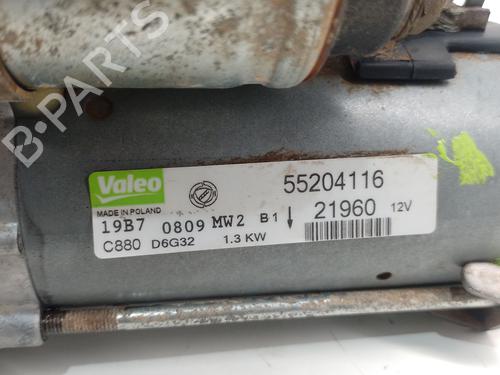 B-PARTS
Valeo
MADE IN POLAND
55204116
19B7 0809 MW2 B1
21960 12V
C880 D6G32 1.3 KW